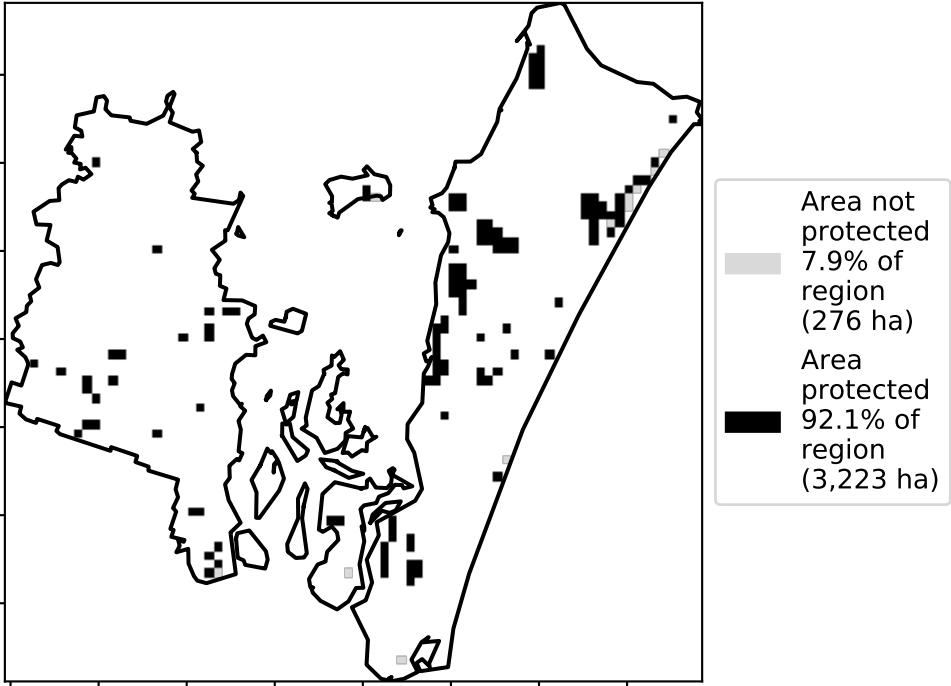 Area not
protected
7.9% of
region
(276 ha)
Area
protected
92.1% of
region
(3,223 ha)